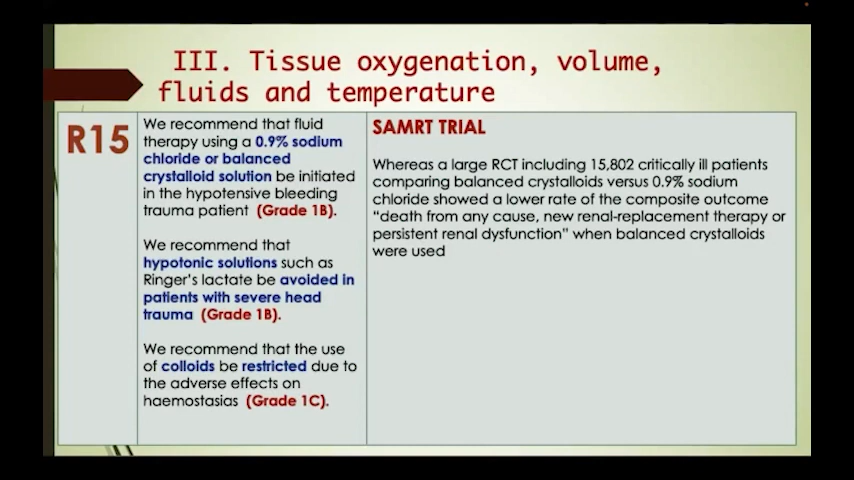 III. Tissue oxygenation, volume,
fluids and temperature
R15
We recommend that fluid
therapy using a 0.9% sodium
chloride or balanced
crystalloid solution be initiated
in the hypotensive bleeding
trauma patient (Grade 1B).
We recommend that
hypotonic solutions such as
Ringer's lactate be avoided in
patients with severe head
trauma (Grade 1B).
We recommend that the use
of colloids be restricted due to
the adverse effects on
haemostasias (Grade 1C).
SAMRT TRIAL
Whereas a large RCT including 15,802 critically ill patients
comparing balanced crystalloids versus 0.9% sodium
chloride showed a lower rate of the composite outcome
"death from any cause, new renal-replacement therapy or
persistent renal dysfunction" when balanced crystalloids
were used